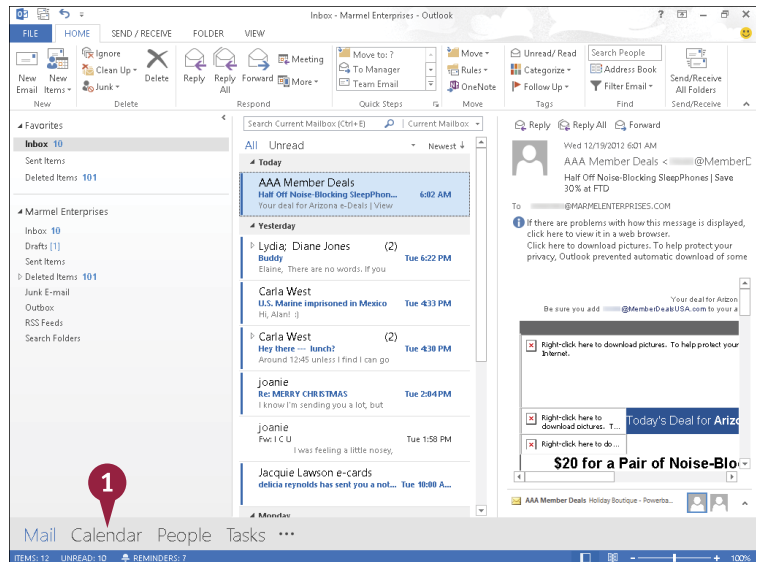 Inbox - Marmel Enterprises - Outlook
FILE HOME SEND / RECEIVE FOLDER VIEW
New Email
New Items
New
Ignore
Clean Up
Junk
Delete
Delete
Reply
Reply All
Forward
Meeting
More
Respond
Move to: ?
To Manager
Team Email
Quick Steps
Move
Rules
OneNote
Move
Unread/ Read
Categorize
Follow Up
Tags
Search People
Address Book
Filter Email
Find
Send/Receive All Folders
Send/Receive
Favorites
Inbox 10
Sent Items
Deleted Items 101
Marmel Enterprises
Inbox 10
Drafts [1]
Sent Items
Deleted Items 101
Junk E-mail
Outbox
RSS Feeds
Search Folders
Search Current Mailbox (Ctrl+E) Current Mailbox
All Unread Newest
Today
AAA Member Deals
Half Off Noise-Blocking SleepPhon... 6:02 AM
Your deal for Arizona e-Deals | View
Yesterday
Lydia; Diane Jones (2)
Buddy Tue 6:22 PM
Elaine, There are no words. If you
Carla West
U.S. Marine imprisoned in Mexico Tue 4:33 PM
Hi, Alan! :)
Carla West (2)
Hey there --- lunch? Tue 4:30 PM
Around 12:45 unless I find I can go
joanie
Re: MERRY CHRISTMAS Tue 2:04 PM
I know I'm sending you a lot, but
joanie
Fw: I C U Tue 1:58 PM
I was feeling a little nosey,
Jacquie Lawson e-cards
delicia reynolds has sent you a not... Tue 10:00 A...
Monday
Reply Reply All Forward
Wed 12/19/2012 6:01 AM
AAA Member Deals < @MemberD
Half Off Noise-Blocking SleepPhones | Save
30% at FTD
To @MARMELENTERPRISES.COM
If there are problems with how this message is displayed,
click here to view it in a web browser.
Click here to download pictures. To help protect your
privacy, Outlook prevented automatic download of some
Your deal for Arizon
Be sure you add @MemberDealsUSA.com to your a
Right-click here to download pictures. To help protect your
Internet.
Right-click here to
download pictures. T...
Today's Deal for Arizo
Right-click here to do...
$20 for a Pair of Noise-Blo
AAA Member Deals Holiday Boutique - Powerba...
1
Mail Calendar People Tasks •••
ITEMS: 12 UNREAD: 10 REMINDERS: 7 100%